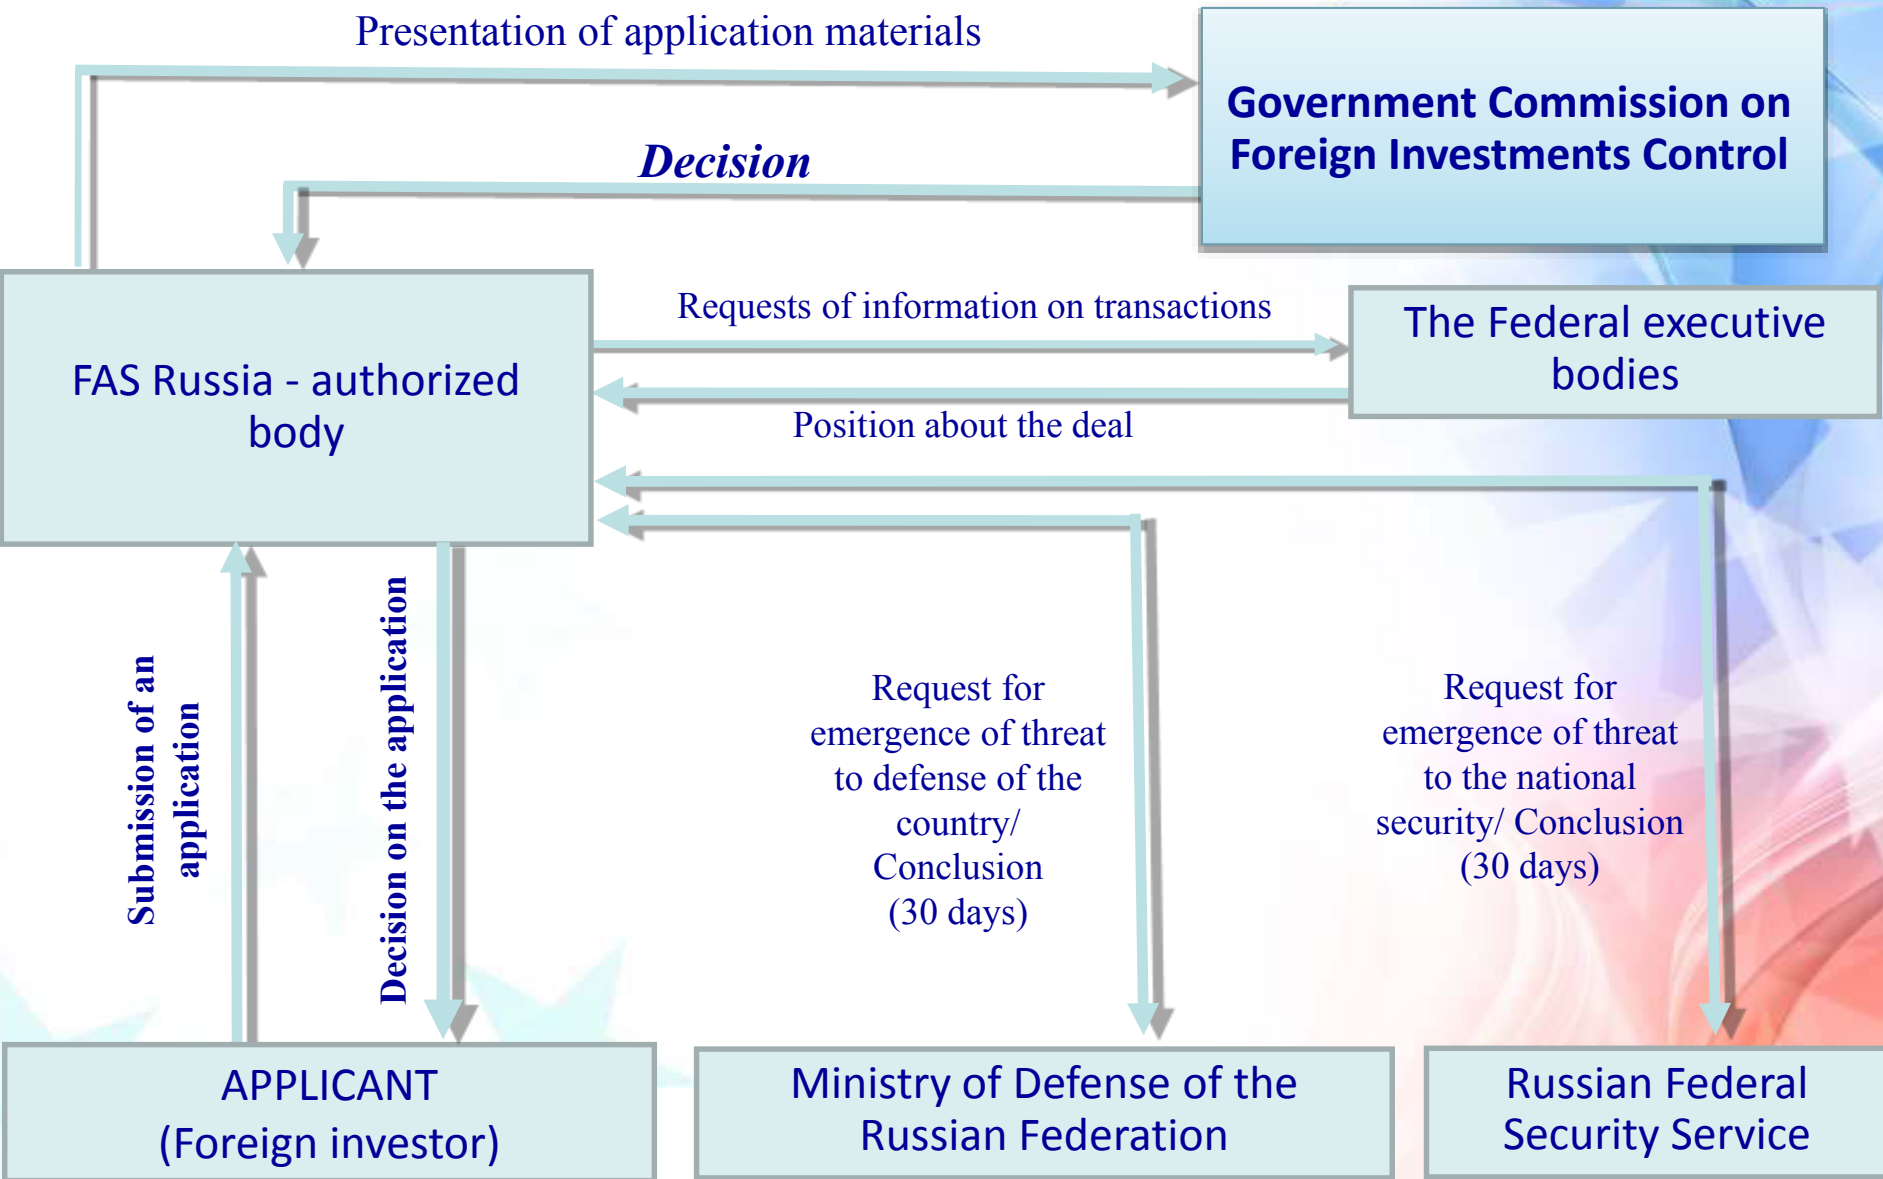 Presentation of application materials
Government Commission on
Foreign Investments Control
Decision
Requests of information on transactions
The Federal executive
bodies
FAS Russia - authorized
body
Position about the deal
Submission of an
application
Decision on the application
Request for
emergence of threat
to defense of the
country/
Conclusion
(30 days)
Request for
emergence of threat
to the national
security/ Conclusion
(30 days)
APPLICANT
(Foreign investor)
Ministry of Defense of the
Russian Federation
Russian Federal
Security Service